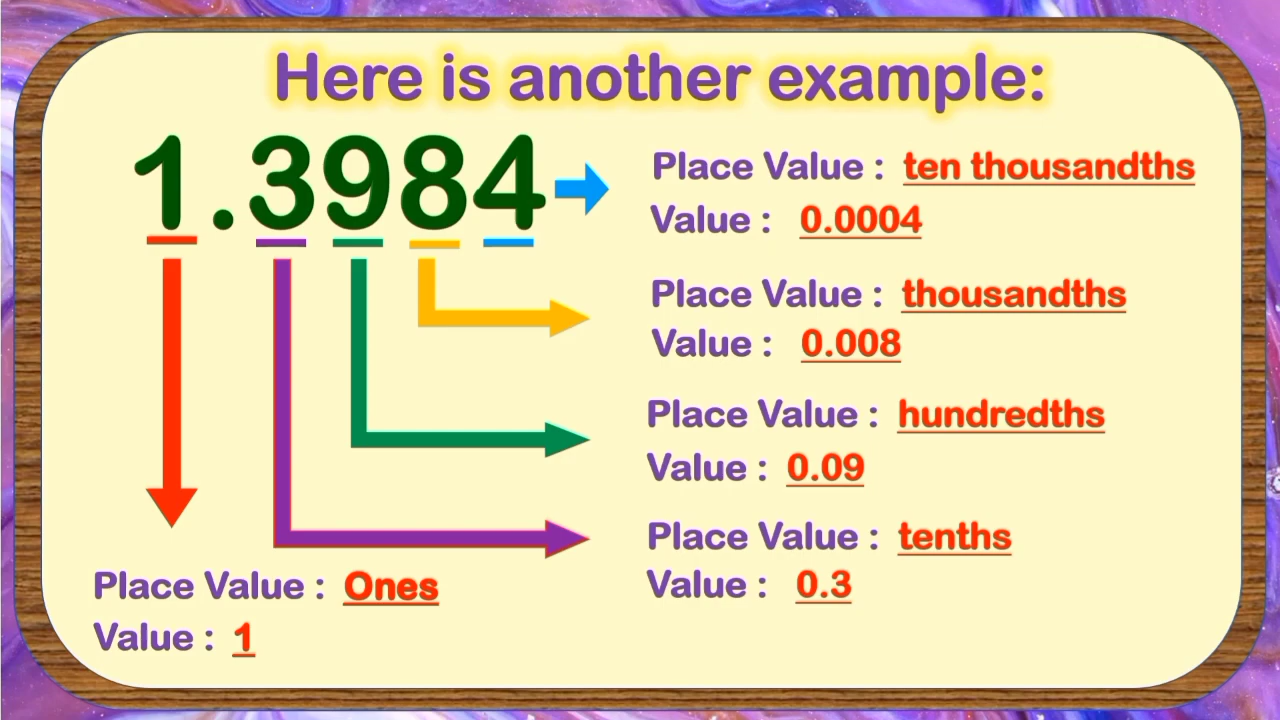 Here is another example:
1.3984
Place Value : ten thousandths
Value : 0.0004
Place Value : thousandths
Value : 0.008
Place Value : hundredths
Value : 0.09
Place Value : tenths
Value : 0.3
Place Value : Ones
Value : 1